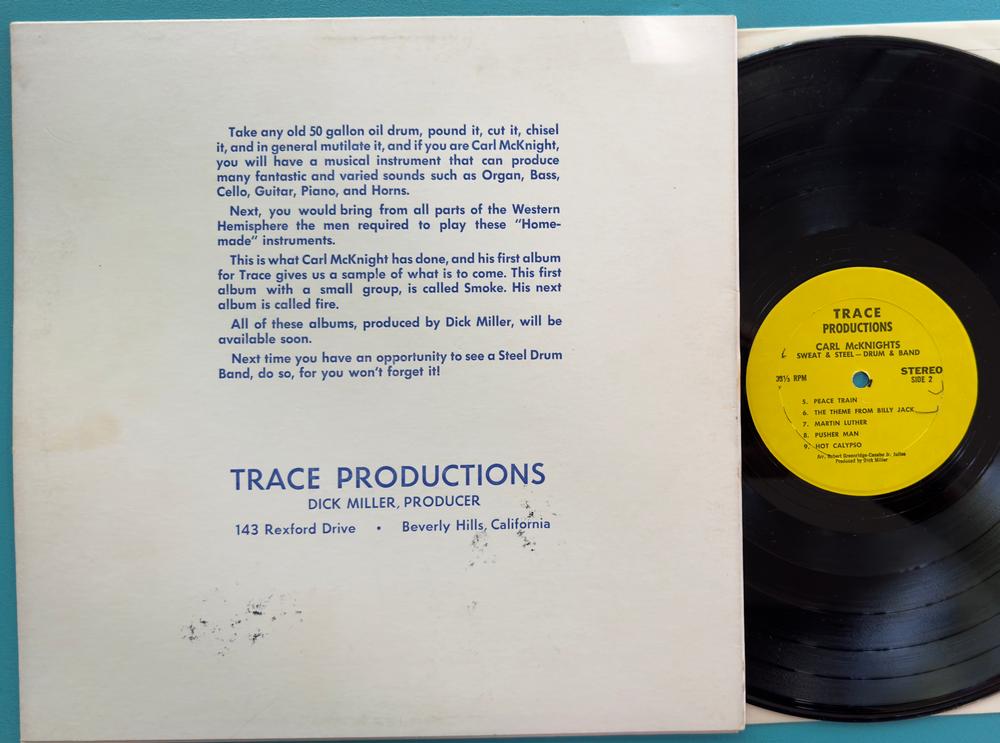 Take any old 50 gallon oil drum, pound it, cut it, chisel
it, and in general mutilate it, and if you are Carl McKnight,
you will have a musical instrument that can produce
many fantastic and varied sounds such as Organ, Bass,
Cello, Guitar, Piano, and Horns.
Next, you would bring from all parts of the Western
Hemisphere the men required to play these "Home-
made" instruments.
This is what Carl McKnight has done, and his first album
for Trace gives us a sample of what is to come. This first
album with a small group, is called Smoke. His next
album is called fire.
All of these albums, produced by Dick Miller, will be
available soon.
Next time you have an opportunity to see a Steel Drum
Band, do so, for you won't forget it!
TRACE PRODUCTIONS
DICK MILLER, PRODUCER
143 Rexford Drive • Beverly Hills, California
TRACE
PRODUCTIONS
CARL McKNIGHTS
SWEAT & STEEL — DRUM & BAND
33⅓ RPM
STEREO
SIDE 2
5. PEACE TRAIN
6. THE THEME FROM BILLY JACK
7. MARTIN LUTHER
8. PUSHER MAN
9. HOT CALYPSO
Arr. Robert Greenridge-Canute Jr.
Produced by Dick Miller